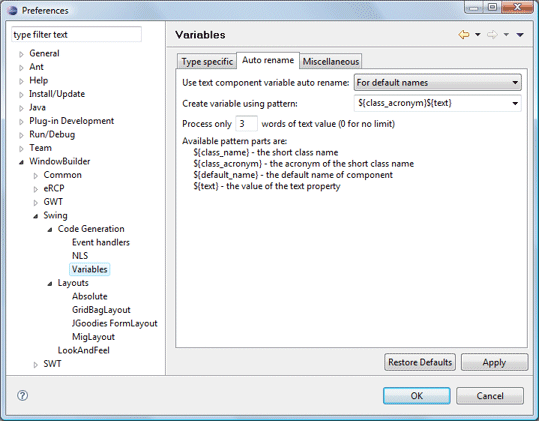 Preferences
type filter text
General
Ant
Help
Install/Update
Java
Plug-in Development
Run/Debug
Team
WindowBuilder
Common
eRCP
GWT
Swing
Code Generation
Event handlers
NLS
Variables
Layouts
Absolute
GridBagLayout
JGoodies FormLayout
MigLayout
LookAndFeel
SWT
Variables
Type specific Auto rename Miscellaneous
Use text component variable auto rename: For default names
Create variable using pattern: ${class_acronym}${text}
Process only 3 words of text value (0 for no limit)
Available pattern parts are:
${class_name} - the short class name
${class_acronym} - the acronym of the short class name
${default_name} - the default name of component
${text} - the value of the text property
Restore Defaults Apply
? OK Cancel